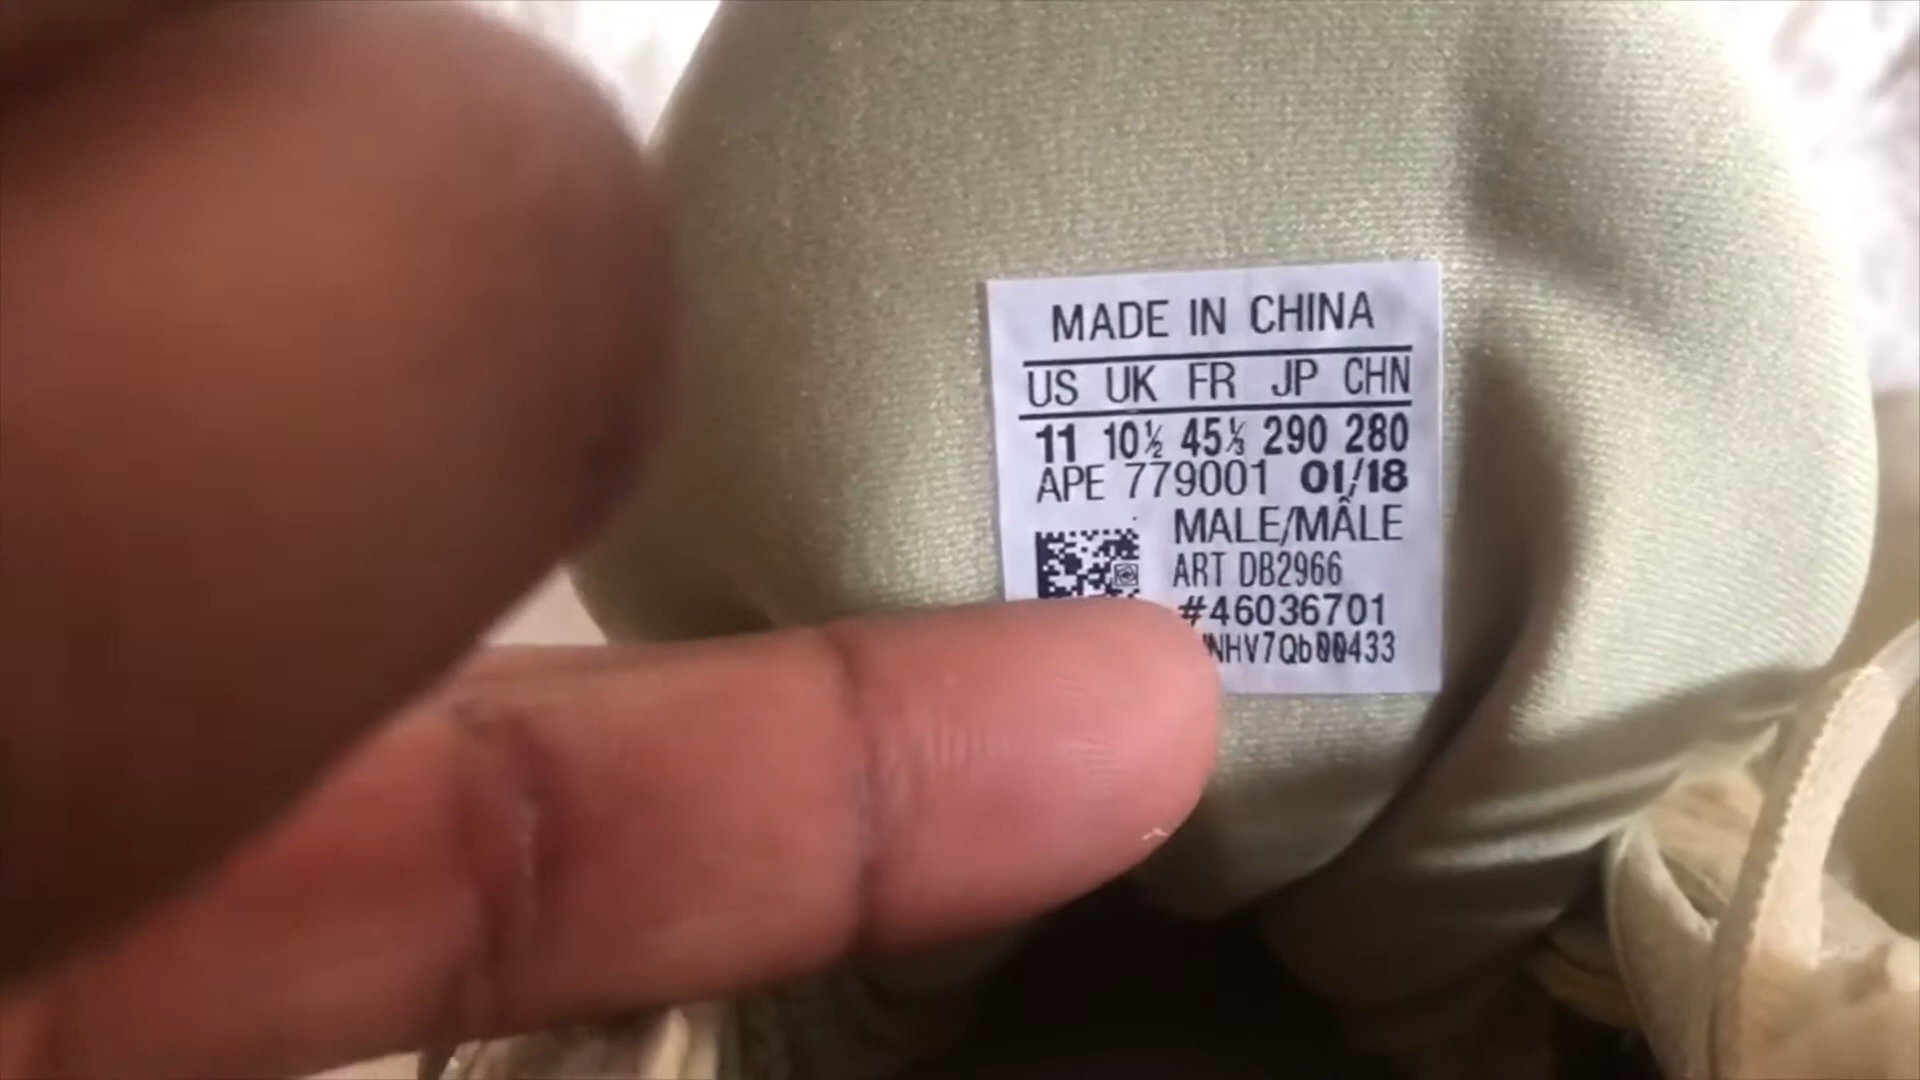 MADE IN CHINA
US UK FR JP CHN
11 10½ 45⅓ 290 280
APE 779001 01/18
MALE/MÂLE
ART DB2966
#46036701